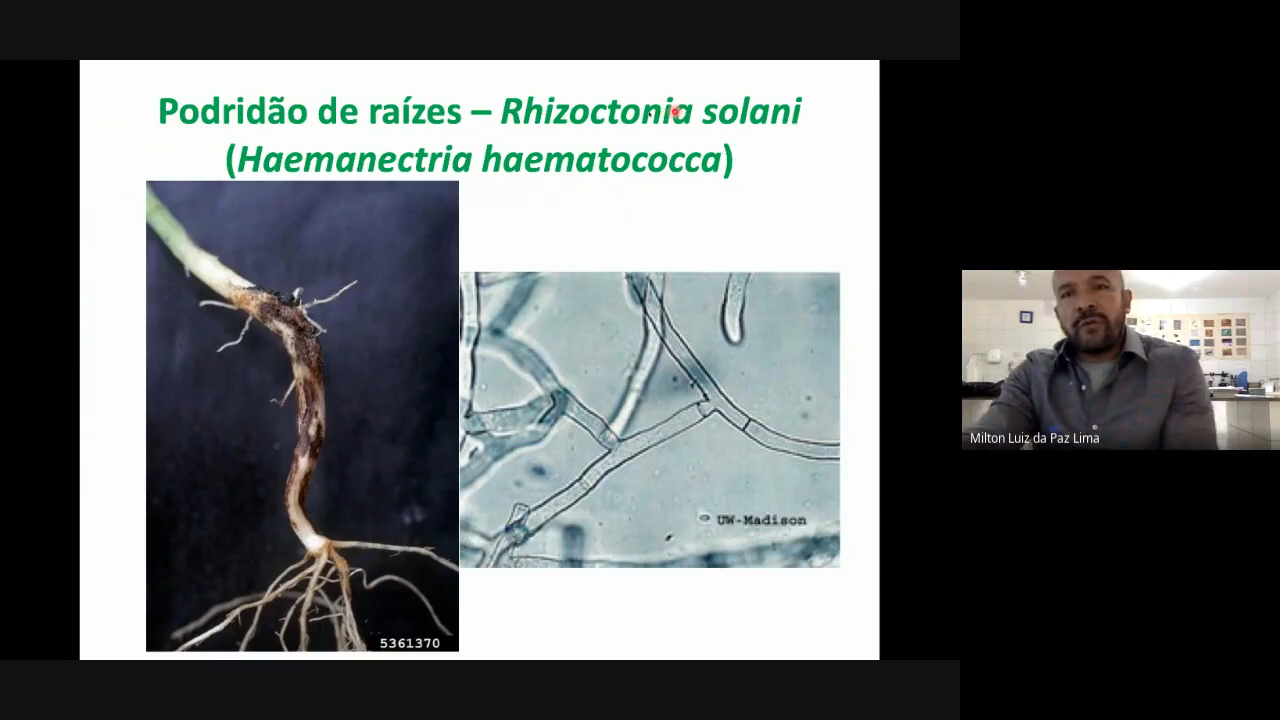 Podridão de raízes – Rhizoctonia solani
(Haemanectria haematococca)
UW-Madison
5361370
Milton Luiz da Paz Lima